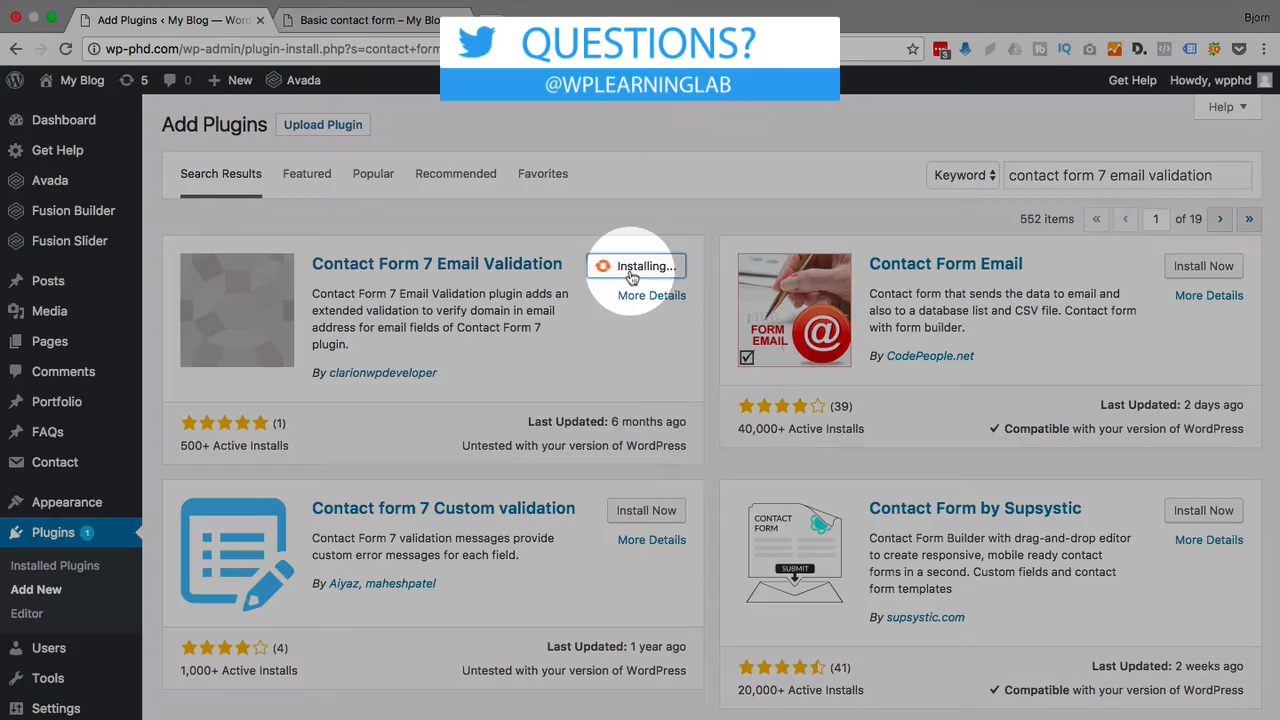 Add Plugins ‹ My Blog — Wor
Basic contact form – My Blog
Bjorn
wp-phd.com/wp-admin/plugin-install.php?s=contact+form
QUESTIONS?
@WPLEARNINGLAB
3
My Blog
5
0
New
Avada
Get Help
Howdy, wpphd
Help
Dashboard
Get Help
Avada
Fusion Builder
Fusion Slider
Posts
Media
Pages
Comments
Portfolio
FAQs
Contact
Appearance
Plugins 1
Installed Plugins
Add New
Editor
Users
Tools
Settings
Add Plugins
Upload Plugin
Search Results
Featured
Popular
Recommended
Favorites
Keyword
contact form 7 email validation
552 items « ‹ 1 of 19 › »
Contact Form 7 Email Validation
Installing...
More Details
Contact Form 7 Email Validation plugin adds an
extended validation to verify domain in email
address for email fields of Contact Form 7
plugin.
By clarionwpdeveloper
(1)
Last Updated: 6 months ago
500+ Active Installs
Untested with your version of WordPress
FORM
EMAIL
@
Contact Form Email
Install Now
More Details
Contact form that sends the data to email and
also to a database list and CSV file. Contact form
with form builder.
By CodePeople.net
(39)
Last Updated: 2 days ago
40,000+ Active Installs
Compatible with your version of WordPress
Contact form 7 Custom validation
Install Now
More Details
Contact Form 7 validation messages provide
custom error messages for each field.
By Aiyaz, maheshpatel
(4)
Last Updated: 1 year ago
1,000+ Active Installs
Untested with your version of WordPress
CONTACT
FORM
SUBMIT
Contact Form by Supsystic
Install Now
More Details
Contact Form Builder with drag-and-drop editor
to create responsive, mobile ready contact
forms in a second. Custom fields and contact
form templates
By supsystic.com
(41)
Last Updated: 2 weeks ago
20,000+ Active Installs
Compatible with your version of WordPress